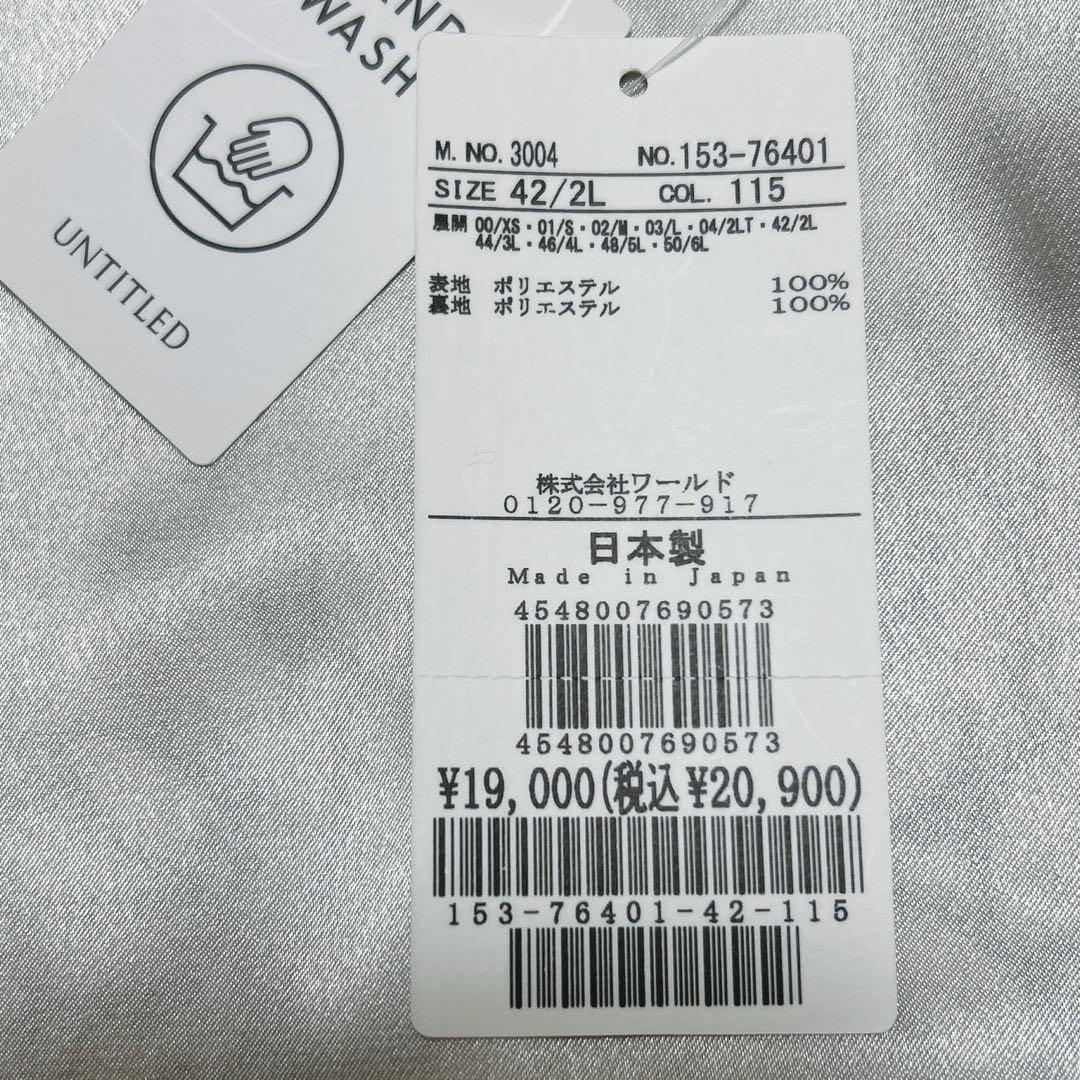 WASH
UNTITLED
M. NO. 3004 NO. 153-76401
SIZE 42/2L COL. 115
展開 00/XS・01/S・02/M・03/L・04/2LT・42/2L
44/3L・46/4L・48/5L・50/6L
表地 ポリエステル 100%
裏地 ポリエステル 100%
株式会社ワールド
0120-977-917
日本製
Made in Japan
4548007690573
4548007690573
¥19,000(税込¥20,900)
153-76401-42-115